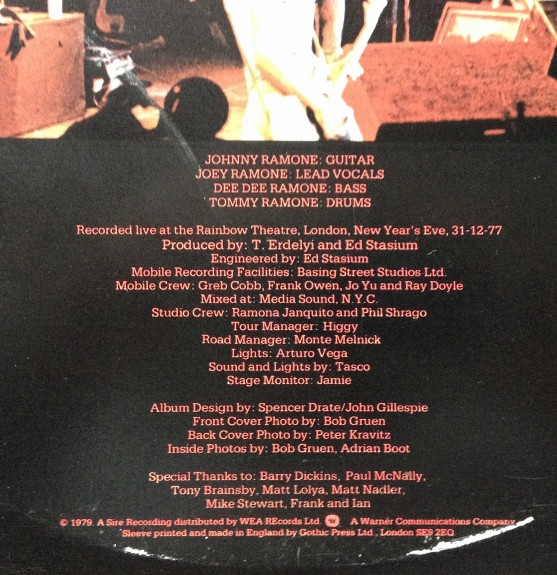 JOHNNY RAMONE: GUITAR
JOEY RAMONE: LEAD VOCALS
DEE DEE RAMONE: BASS
TOMMY RAMONE: DRUMS
Recorded live at the Rainbow Theatre, London, New Year's Eve, 31-12-77
Produced by: T. Erdelyi and Ed Stasium
Engineered by: Ed Stasium
Mobile Recording Facilities: Basing Street Studios Ltd.
Mobile Crew: Greb Cobb, Frank Owen, Jo Yu and Ray Doyle
Mixed at: Media Sound, N.Y.C.
Studio Crew: Ramona Janquito and Phil Shrago
Tour Manager: Higgy
Road Manager: Monte Melnick
Lights: Arturo Vega
Sound and Lights by: Tasco
Stage Monitor: Jamie
Album Design by: Spencer Drate/John Gillespie
Front Cover Photo by: Bob Gruen
Back Cover Photo by: Peter Kravitz
Inside Photos by: Bob Gruen, Adrian Boot
Special Thanks to: Barry Dickins, Paul McNally,
Tony Brainsby, Matt Lolya, Matt Nadler,
Mike Stewart, Frank and Ian
© 1979. A Sire Recording distributed by WEA REcords Ltd. W A Warner Communications Company
Sleeve printed and made in England by Gothic Press Ltd., London SE9 2EQ